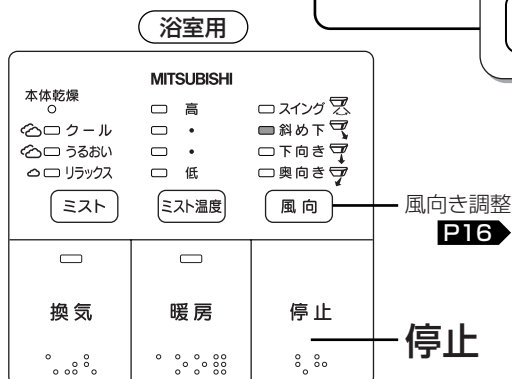 浴室用
MITSUBISHI
本体乾燥
クール
うるおい
リラックス
高
・
・
低
スイング
斜め下
下向き
奥向き
ミスト
ミスト温度
風向
風向き調整
P16
換気
暖房
停止
停止